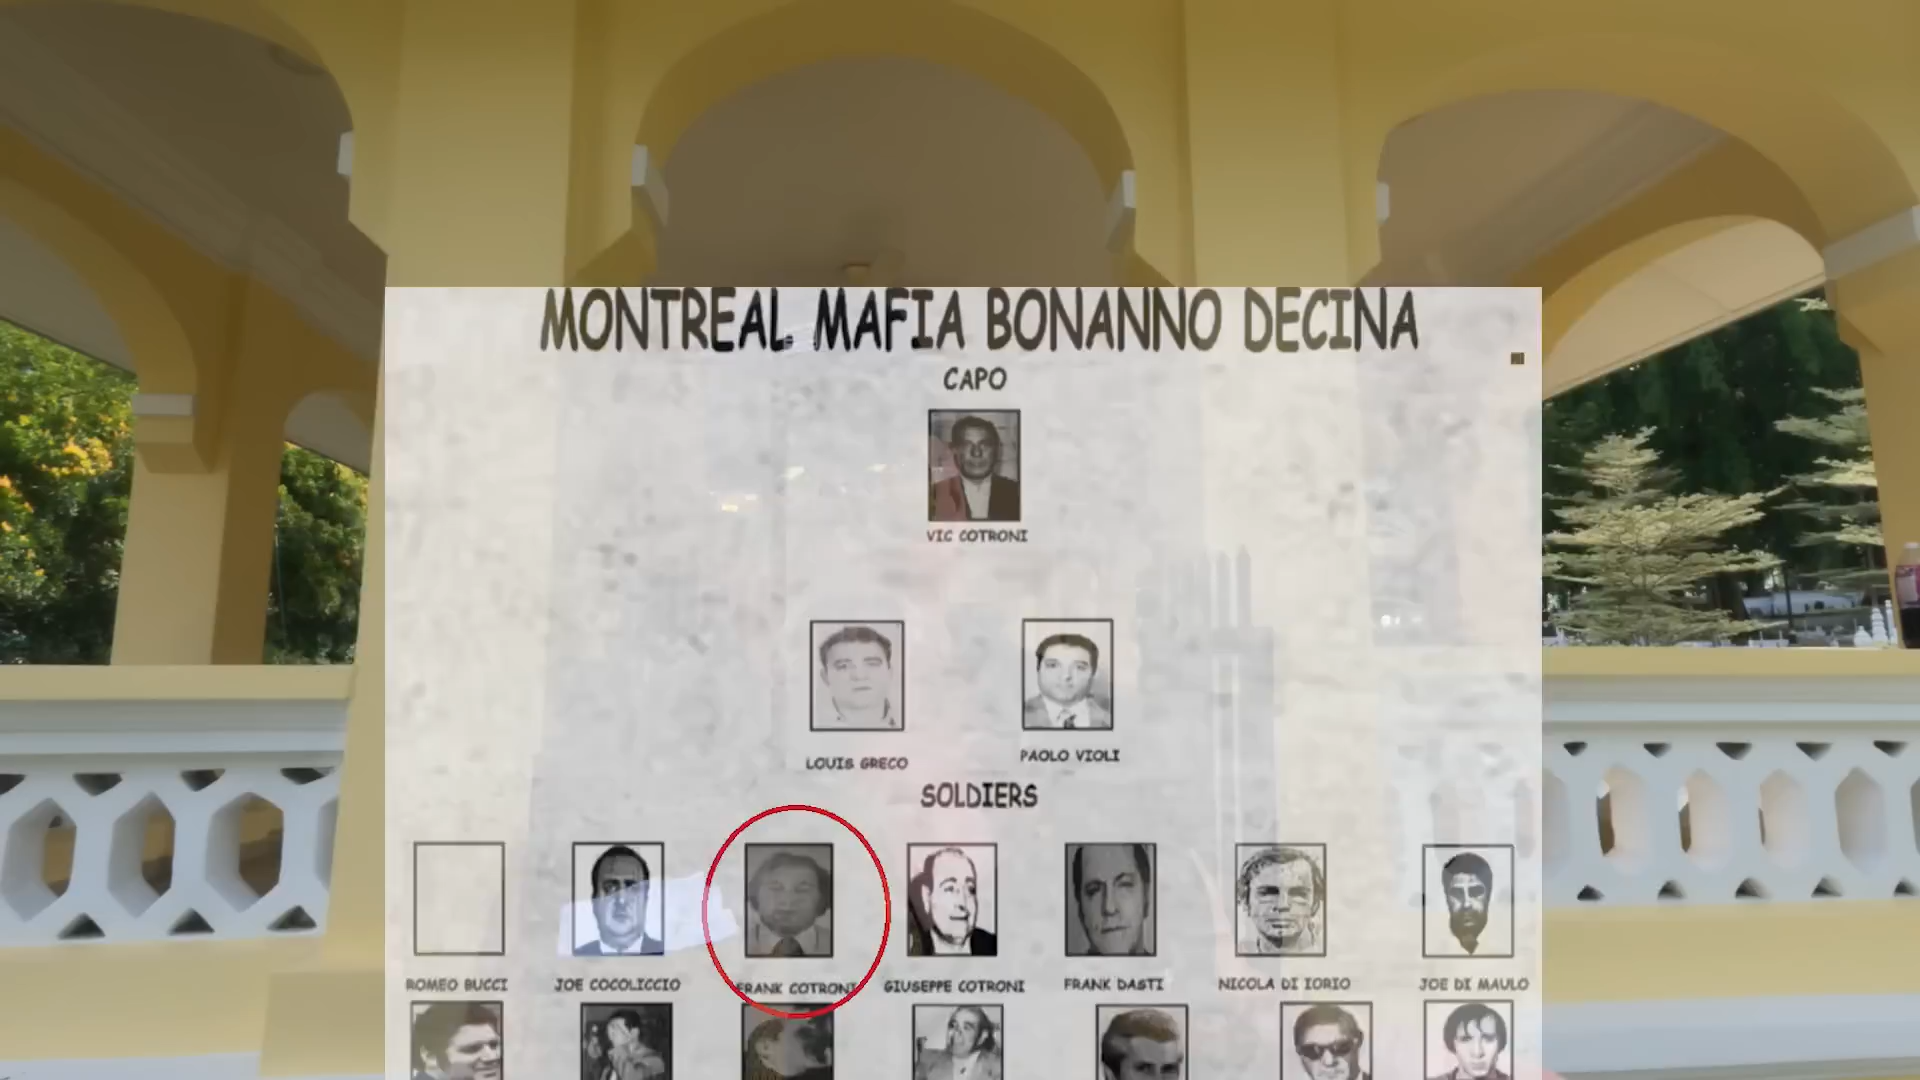 MONTREAL MAFIA BONANNO DECINA
CAPO
VIC COTRONI
LOUIS GRECO
PAOLO VIOLI
SOLDIERS
ROMEO BUCCI
JOE COCOLICCIO
FRANK COTRONI
GIUSEPPE COTRONI
FRANK DASTI
NICOLA DI IORIO
JOE DI MAULO